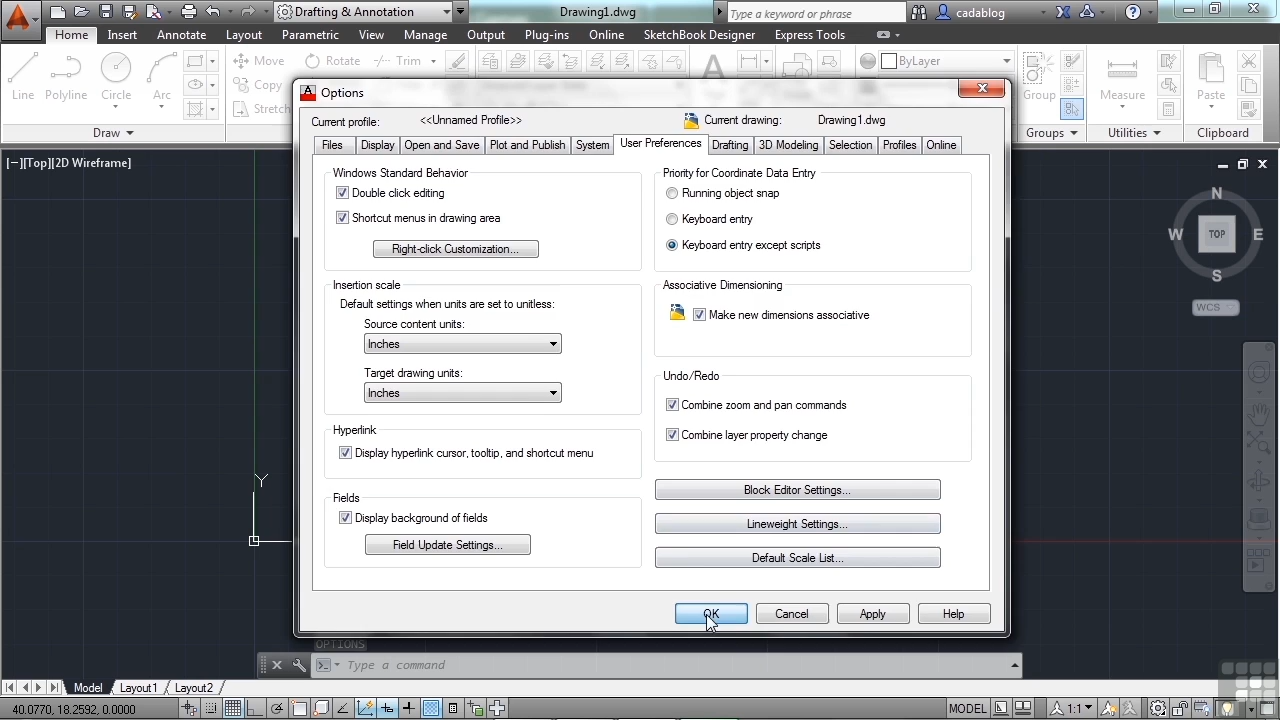 Drafting & Annotation
Drawing1.dwg
Type a keyword or phrase
cadablog
Home Insert Annotate Layout Parametric View Manage Output Plug-ins Online SketchBook Designer Express Tools
Move Rotate Trim
ByLayer
Copy
Line Polyline Circle Arc
Group Measure Paste
Stretch
Draw
Groups Utilities Clipboard
Options
Current profile: <<Unnamed Profile>> Current drawing: Drawing1.dwg
Files Display Open and Save Plot and Publish System User Preferences Drafting 3D Modeling Selection Profiles Online
[−][Top][2D Wireframe]
Windows Standard Behavior
Double click editing
Shortcut menus in drawing area
Right-click Customization...
Insertion scale
Default settings when units are set to unitless:
Source content units:
Inches
Target drawing units:
Inches
Hyperlink
Display hyperlink cursor, tooltip, and shortcut menu
Fields
Display background of fields
Field Update Settings...
Priority for Coordinate Data Entry
Running object snap
Keyboard entry
Keyboard entry except scripts
Associative Dimensioning
Make new dimensions associative
Undo/Redo
Combine zoom and pan commands
Combine layer property change
Block Editor Settings...
Lineweight Settings...
Default Scale List...
OK Cancel Apply Help
N
W TOP E
S
WCS
Y
OPTIONS
Type a command
Model Layout1 Layout2
40.0770, 18.2592, 0.0000
MODEL 1:1